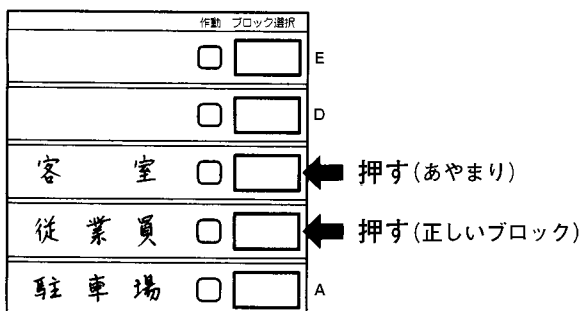 作動 ブロック選択
E
D
客室 押す(あやまり)
従業員 押す(正しいブロック)
駐車場 A